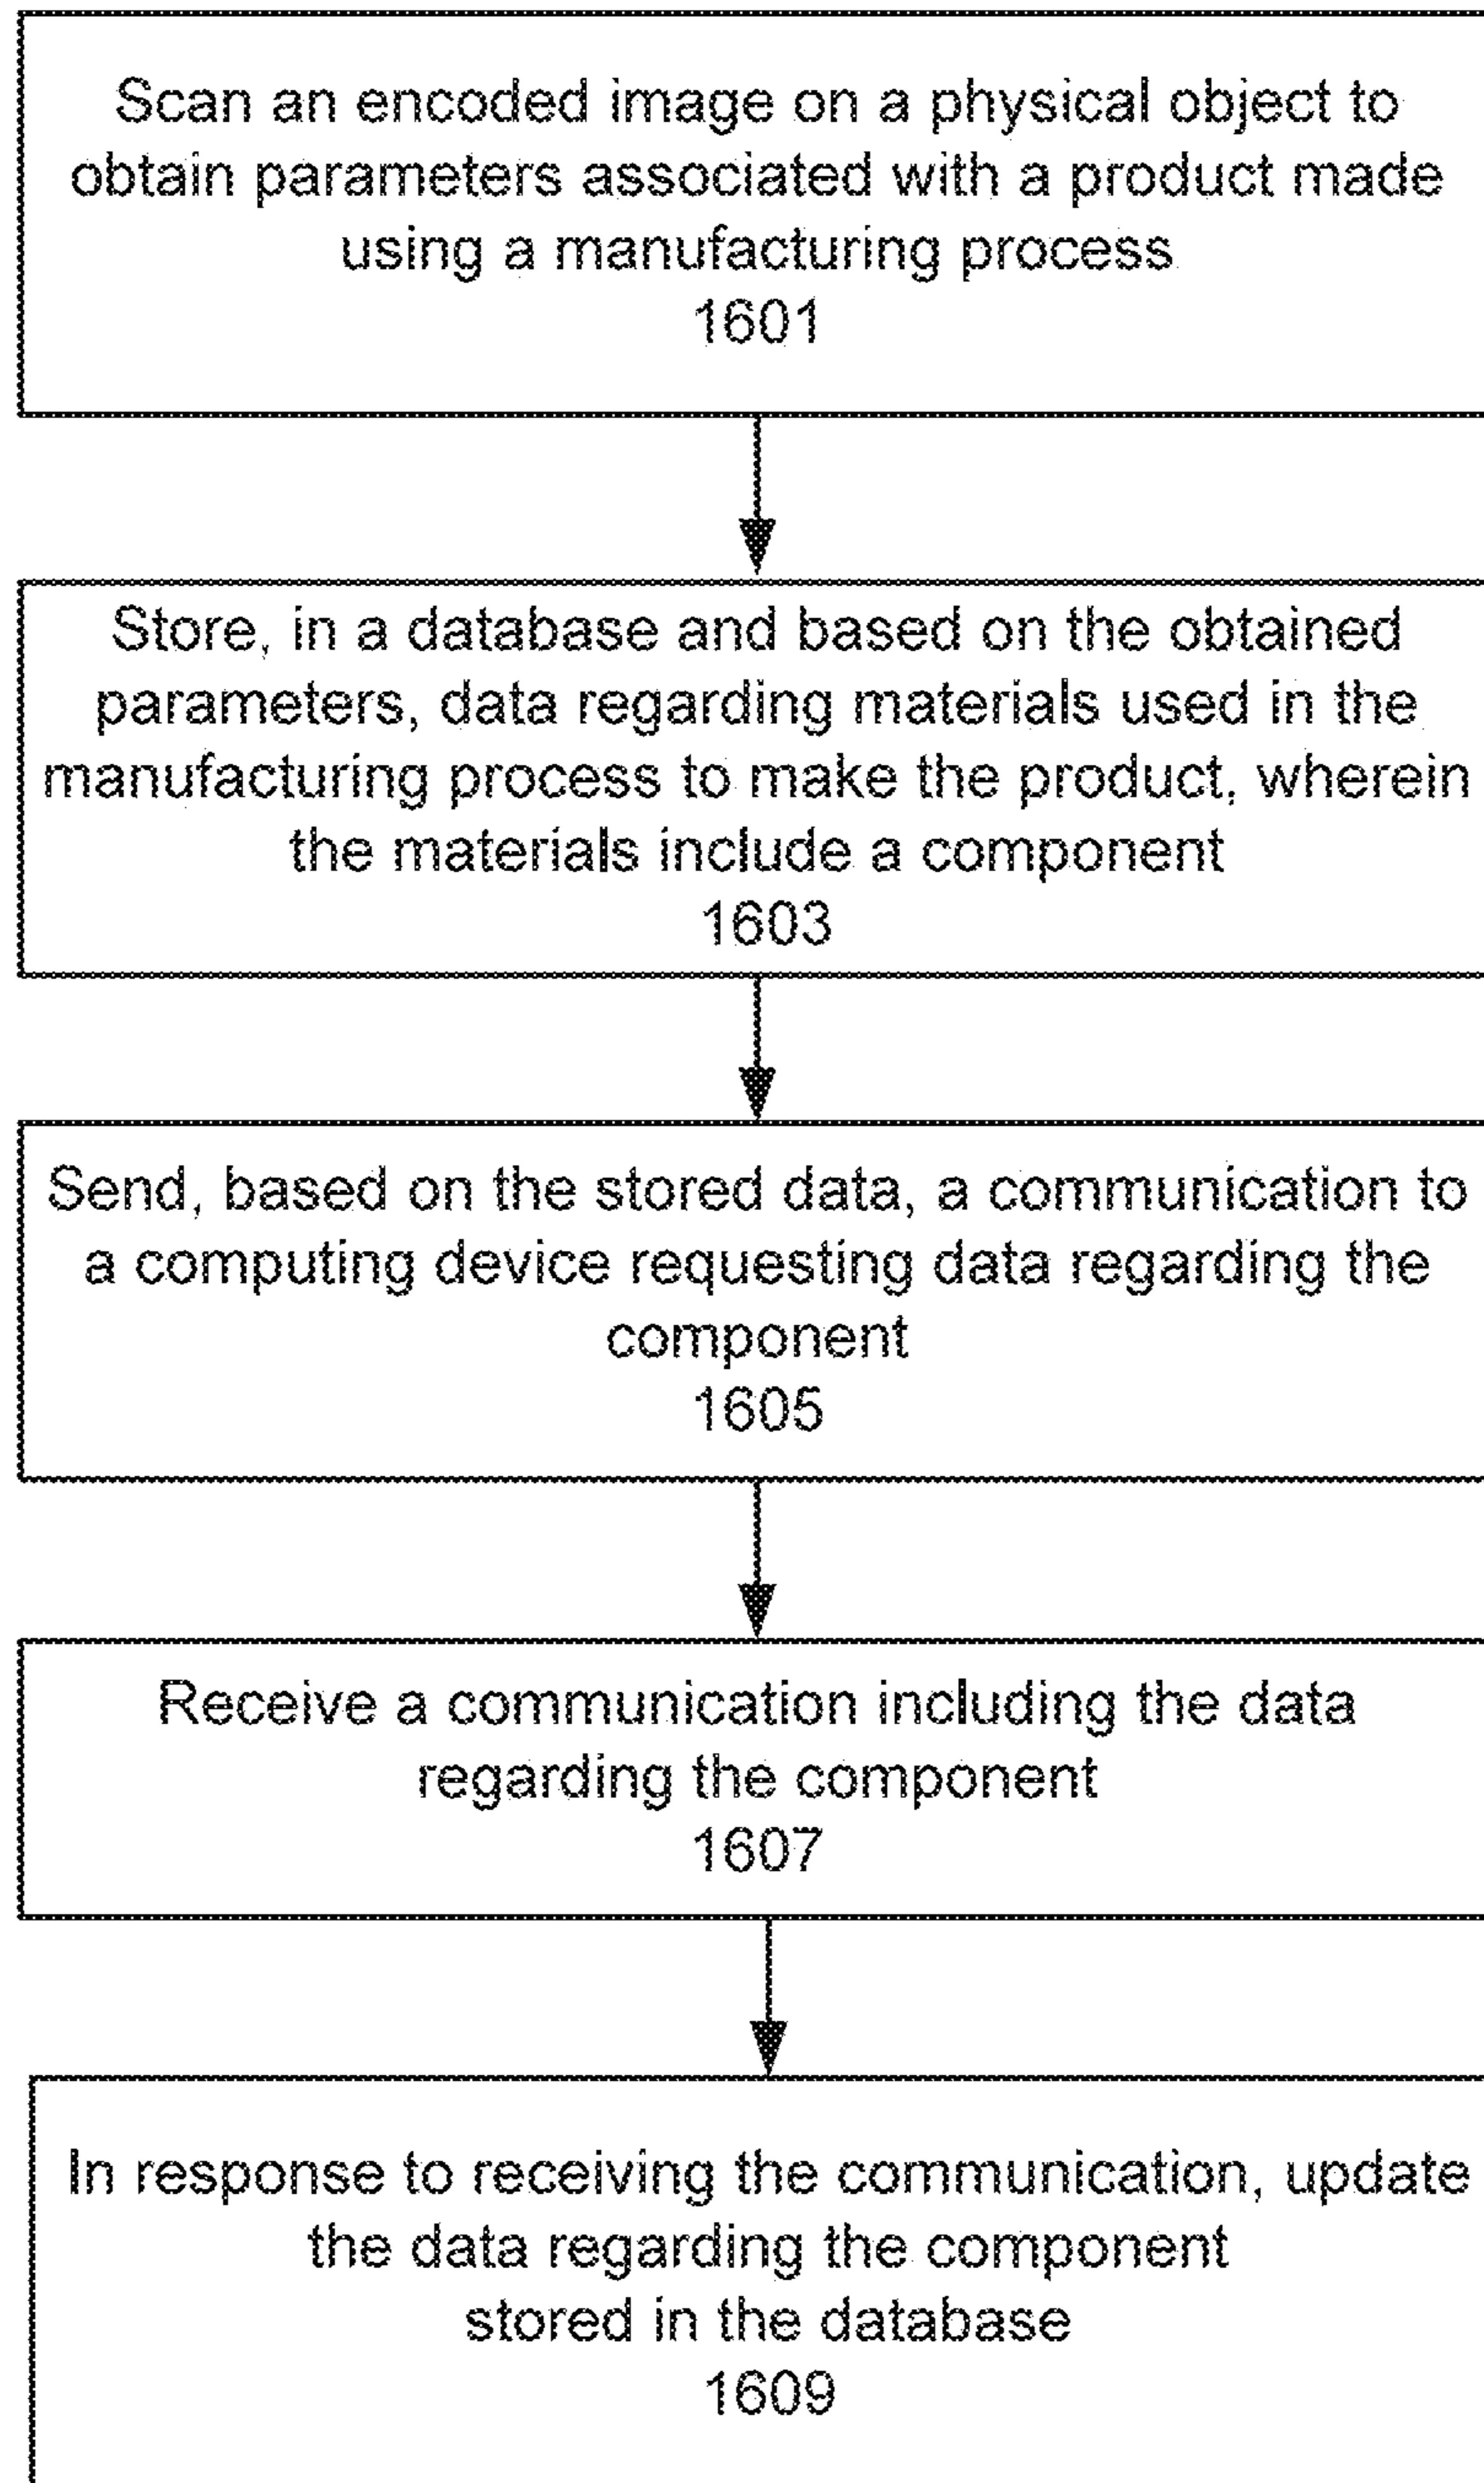 Scan an encoded image on a physical object to
obtain parameters associated with a product made
using a manufacturing process
1601
Store, in a database and based on the obtained
parameters, data regarding materials used in the
manufacturing process to make the product, wherein
the materials include a component
1603
Send, based on the stored data, a communication to
a computing device requesting data regarding the
component
1605
Receive a communication including the data
regarding the component
1607
In response to receiving the communication, update
the data regarding the component
stored in the database
1609